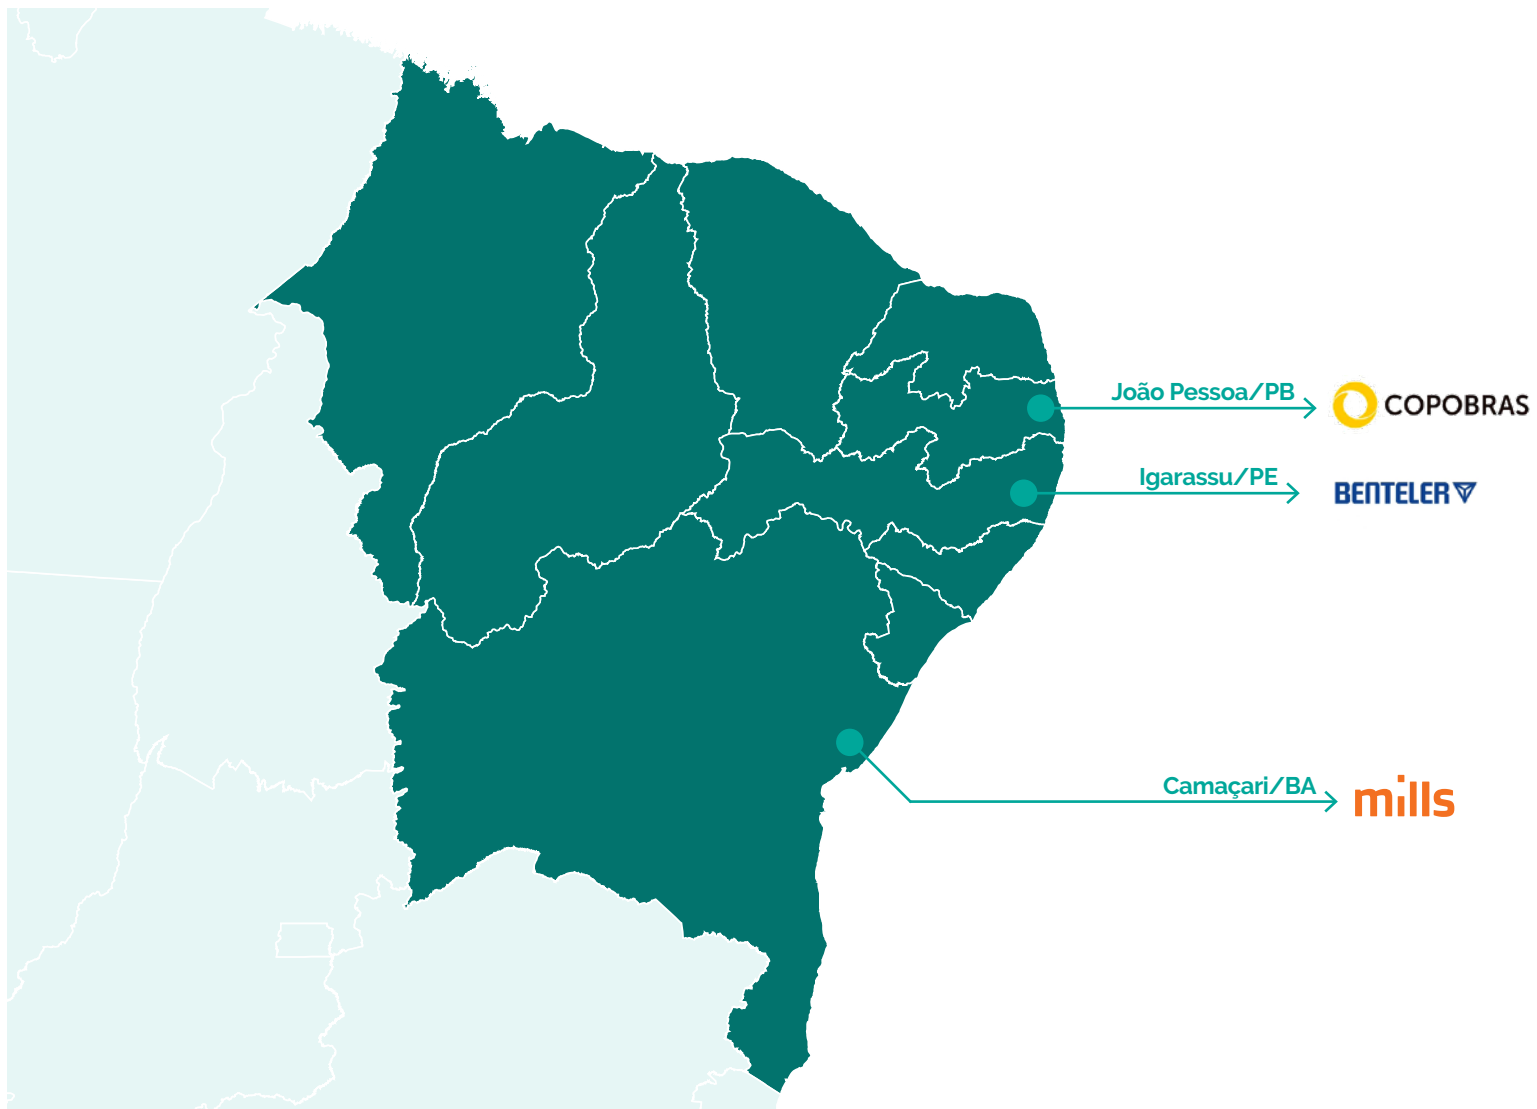 João Pessoa/PB
COPOBRAS
Igarassu/PE
BENTELER
Camaçari/BA
mills